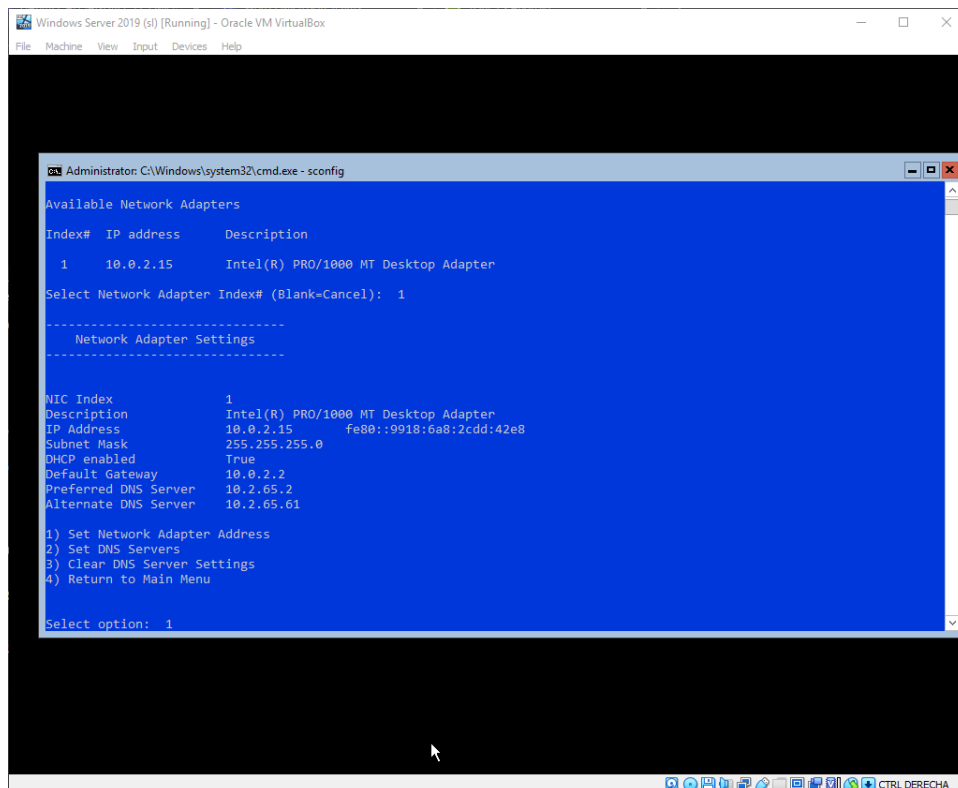 Windows Server 2019 (sl) [Running] - Oracle VM VirtualBox
File Machine View Input Devices Help
Administrator: C:\Windows\system32\cmd.exe - sconfig
Available Network Adapters
Index# IP address Description
1 10.0.2.15 Intel(R) PRO/1000 MT Desktop Adapter
Select Network Adapter Index# (Blank=Cancel): 1
--------------------------------
Network Adapter Settings
--------------------------------
NIC Index 1
Description Intel(R) PRO/1000 MT Desktop Adapter
IP Address 10.0.2.15 fe80::9918:6a8:2cdd:42e8
Subnet Mask 255.255.255.0
DHCP enabled True
Default Gateway 10.0.2.2
Preferred DNS Server 10.2.65.2
Alternate DNS Server 10.2.65.61
1) Set Network Adapter Address
2) Set DNS Servers
3) Clear DNS Server Settings
4) Return to Main Menu
Select option: 1
CTRL DERECHA